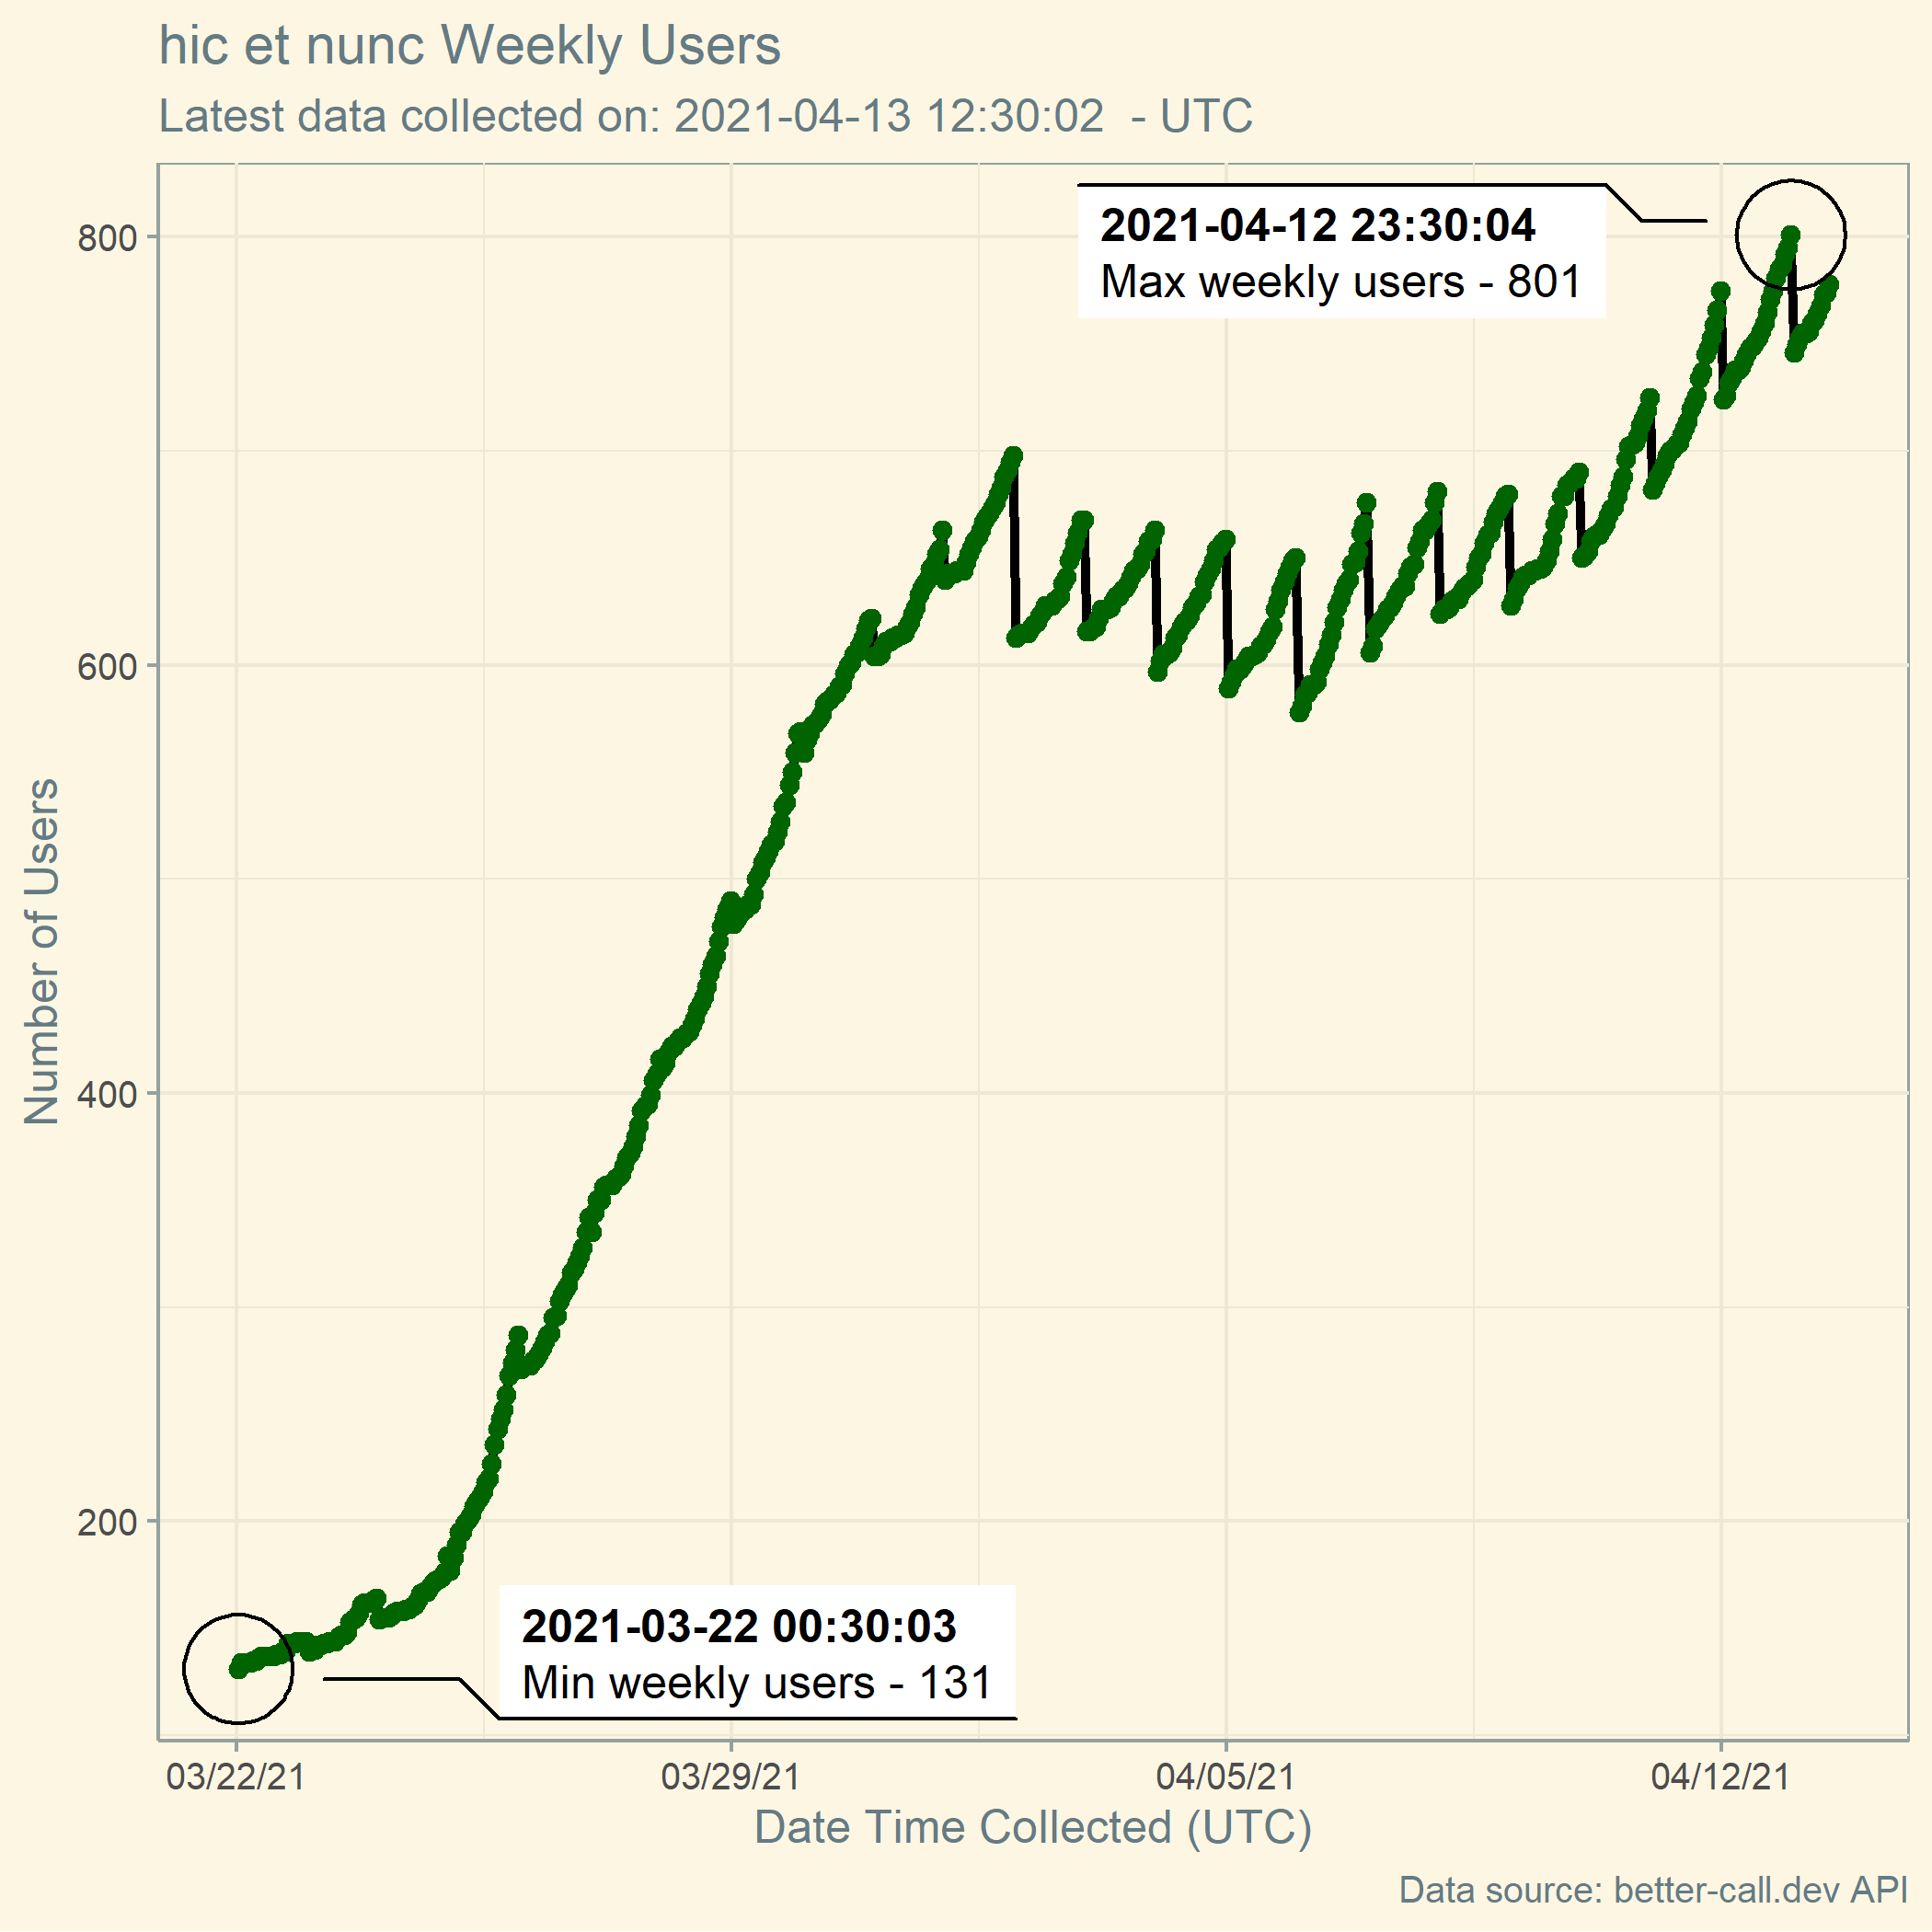 hic et nunc Weekly Users
Latest data collected on: 2021-04-13 12:30:02  - UTC
2021-04-12 23:30:04
Max weekly users - 801
800
600
400
200
Number of Users
2021-03-22 00:30:03
Min weekly users - 131
03/22/21
03/29/21
04/05/21
04/12/21
Date Time Collected (UTC)
Data source: better-call.dev API